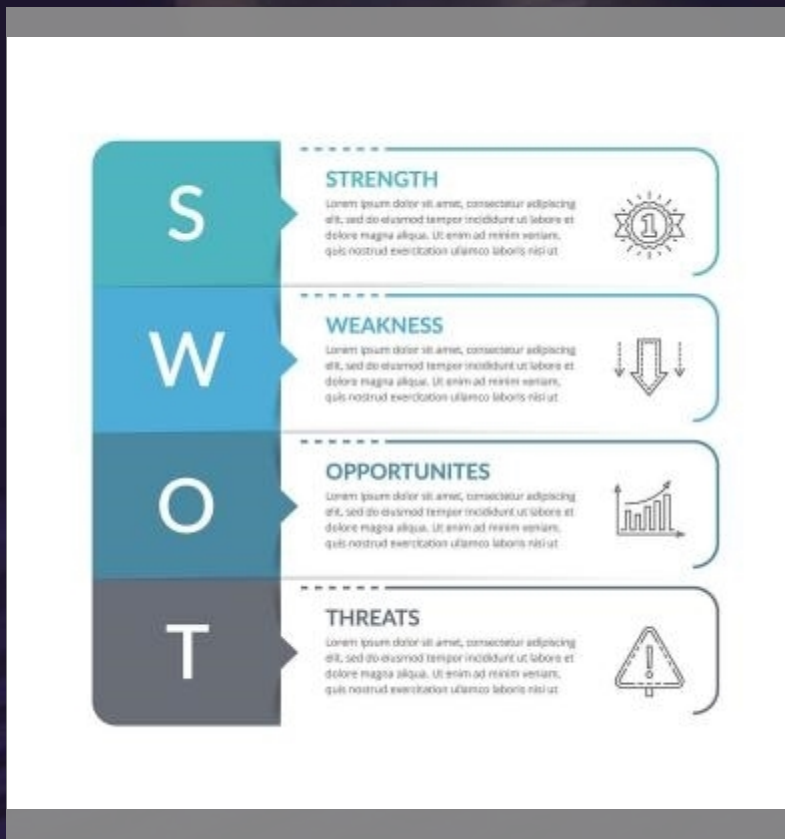 S
STRENGTH
Lorem ipsum dolor sit amet, consectetur adipiscing
elit, sed do eiusmod tempor incididunt ut labore et
dolore magna aliqua. Ut enim ad minim veniam,
quis nostrud exercitation ullamco laboris nisi ut
1
W
WEAKNESS
Lorem ipsum dolor sit amet, consectetur adipiscing
elit, sed do eiusmod tempor incididunt ut labore et
dolore magna aliqua. Ut enim ad minim veniam,
quis nostrud exercitation ullamco laboris nisi ut
O
OPPORTUNITES
Lorem ipsum dolor sit amet, consectetur adipiscing
elit, sed do eiusmod tempor incididunt ut labore et
dolore magna aliqua. Ut enim ad minim veniam,
quis nostrud exercitation ullamco laboris nisi ut
T
THREATS
Lorem ipsum dolor sit amet, consectetur adipiscing
elit, sed do eiusmod tempor incididunt ut labore et
dolore magna aliqua. Ut enim ad minim veniam,
quis nostrud exercitation ullamco laboris nisi ut
!